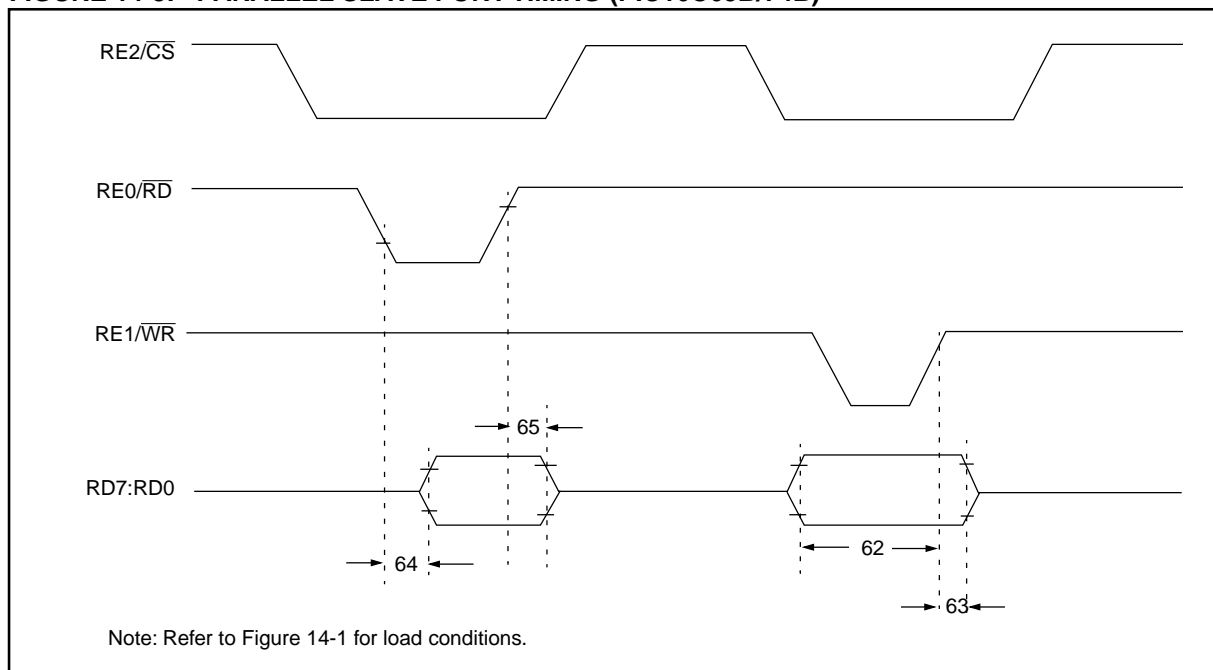 RE2/CS
RE0/RD
RE1/WR
65
RD7:RD0
62
64
63
Note: Refer to Figure 14-1 for load conditions.